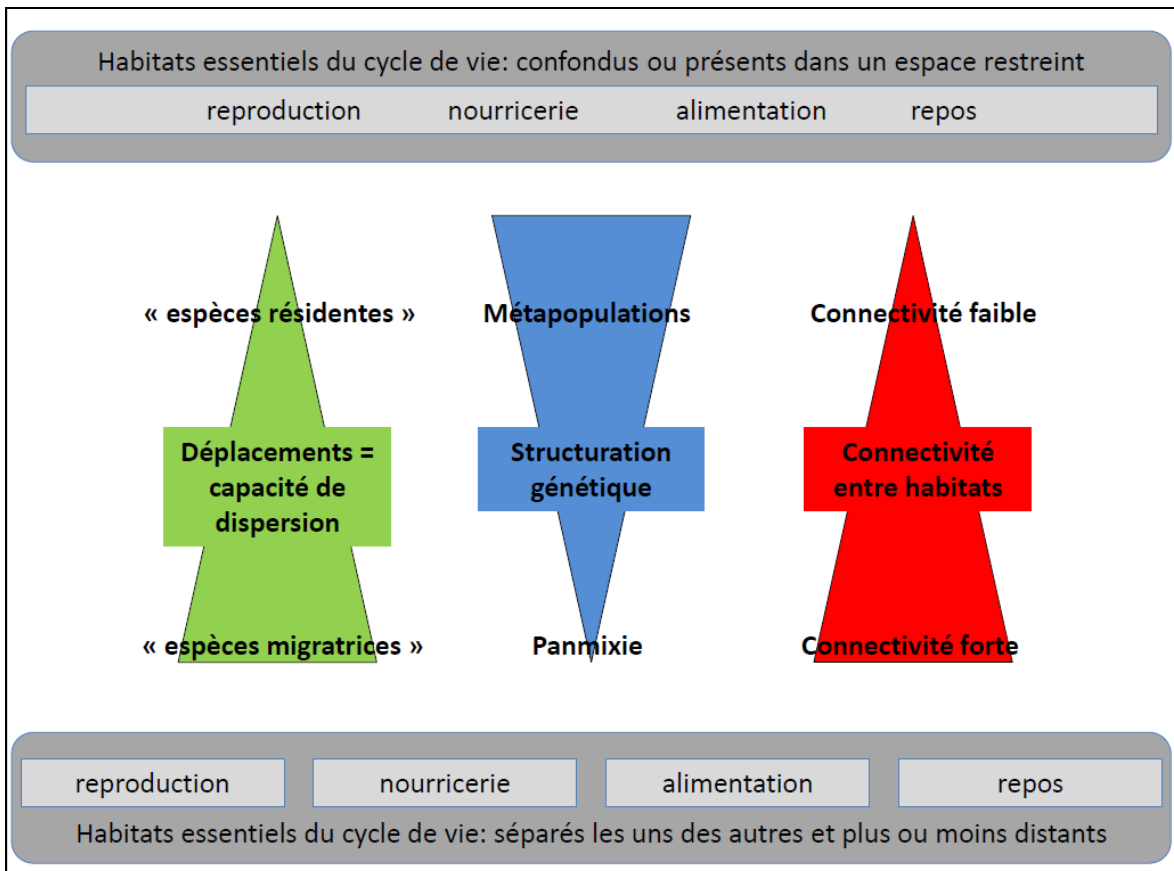 Habitats essentiels du cycle de vie: confondus ou présents dans un espace restreint
reproduction nourricerie alimentation repos
« espèces résidentes » Métapopulations Connectivité faible
Déplacements =
capacité de
dispersion
Structuration
génétique
Connectivité
entre habitats
« espèces migratrices » Panmixie Connectivité forte
reproduction nourricerie alimentation repos
Habitats essentiels du cycle de vie: séparés les uns des autres et plus ou moins distants